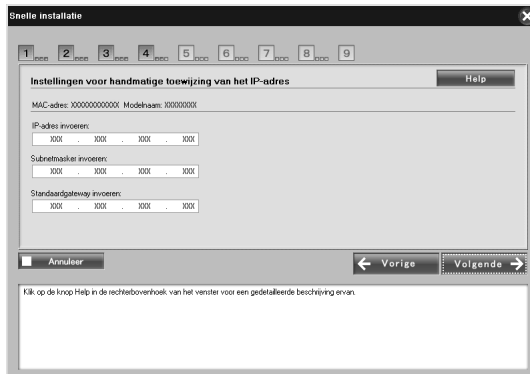 Snelle installatie
1 2 3 4 5 6 7 8 9
Instellingen voor handmatige toewijzing van het IP-adres
Help
MAC-adres: XXXXXXXXXXXX Modelnaam: XXXXXXXX
IP-adres invoeren:
XXX . XXX . XXX . XXX
Subnetmasker invoeren:
XXX . XXX . XXX . XXX
Standaardgateway invoeren:
XXX . XXX . XXX . XXX
Annuleer
Vorige
Volgende
Klik op de knop Help in de rechterbovenhoek van het venster voor een gedetailleerde beschrijving ervan.